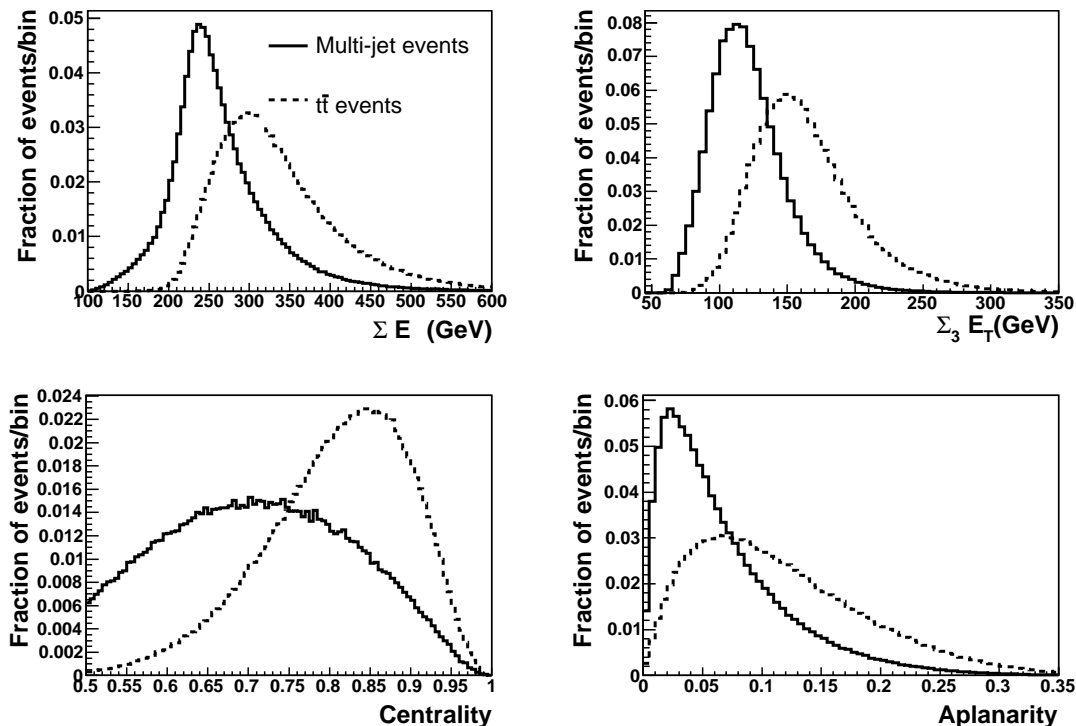 Fraction of events/bin
0.05
0.04
0.03
0.02
0.01
0
Multi-jet events
tt̄ events
100 150 200 250 300 350 400 450 500 550 600
Σ E (GeV)
Fraction of events/bin
0.08
0.07
0.06
0.05
0.04
0.03
0.02
0.01
0
50 100 150 200 250 300 350
Σ3 ET(GeV)
Fraction of events/bin
0.024
0.022
0.02
0.018
0.016
0.014
0.012
0.01
0.008
0.006
0.004
0.002
0
0.5 0.55 0.6 0.65 0.7 0.75 0.8 0.85 0.9 0.95 1
Centrality
Fraction of events/bin
0.06
0.05
0.04
0.03
0.02
0.01
0
0 0.05 0.1 0.15 0.2 0.25 0.3 0.35
Aplanarity